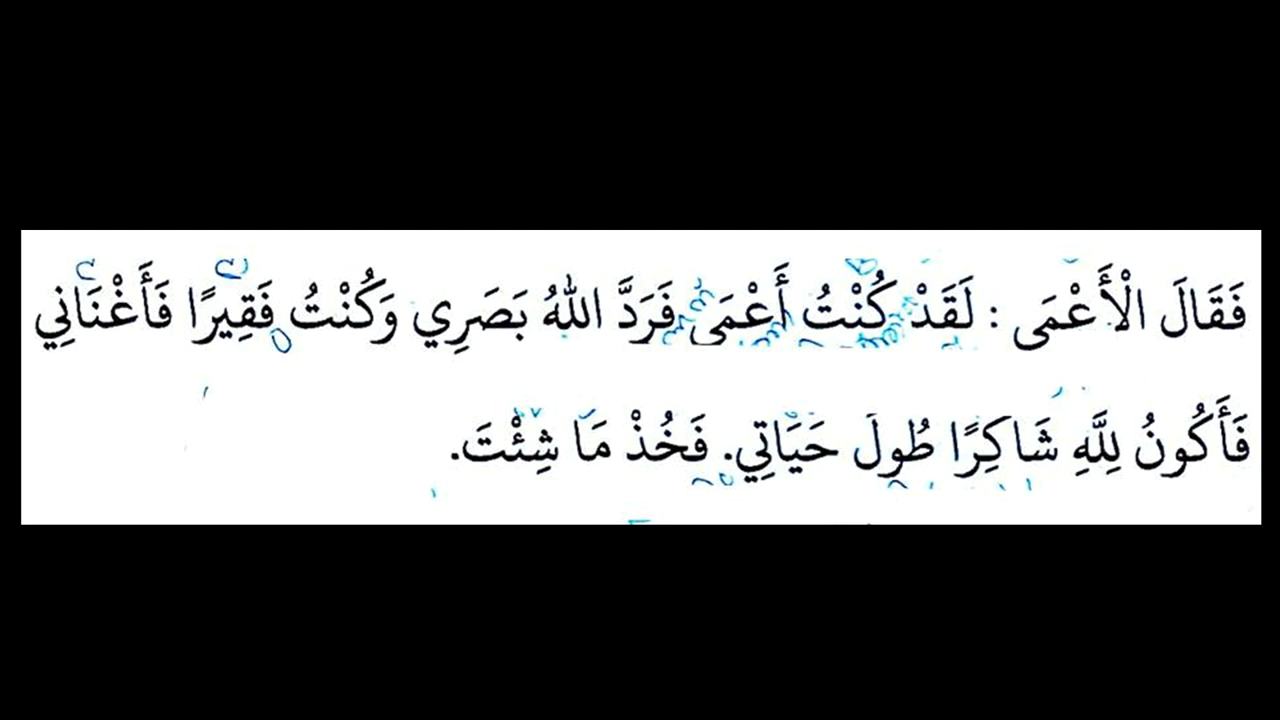 فَقَالَ الْأَعْمَى : لَقَدْ كُنْتُ أَعْمَى فَرَدَّ اللهُ بَصَرِي وَكُنْتُ فَقِيرًا فَأَغْنَانِي
فَأَكُونُ لِلَّهِ شَاكِرًا طُولَ حَيَاتِي. فَخُذْ مَا شِئْتَ.